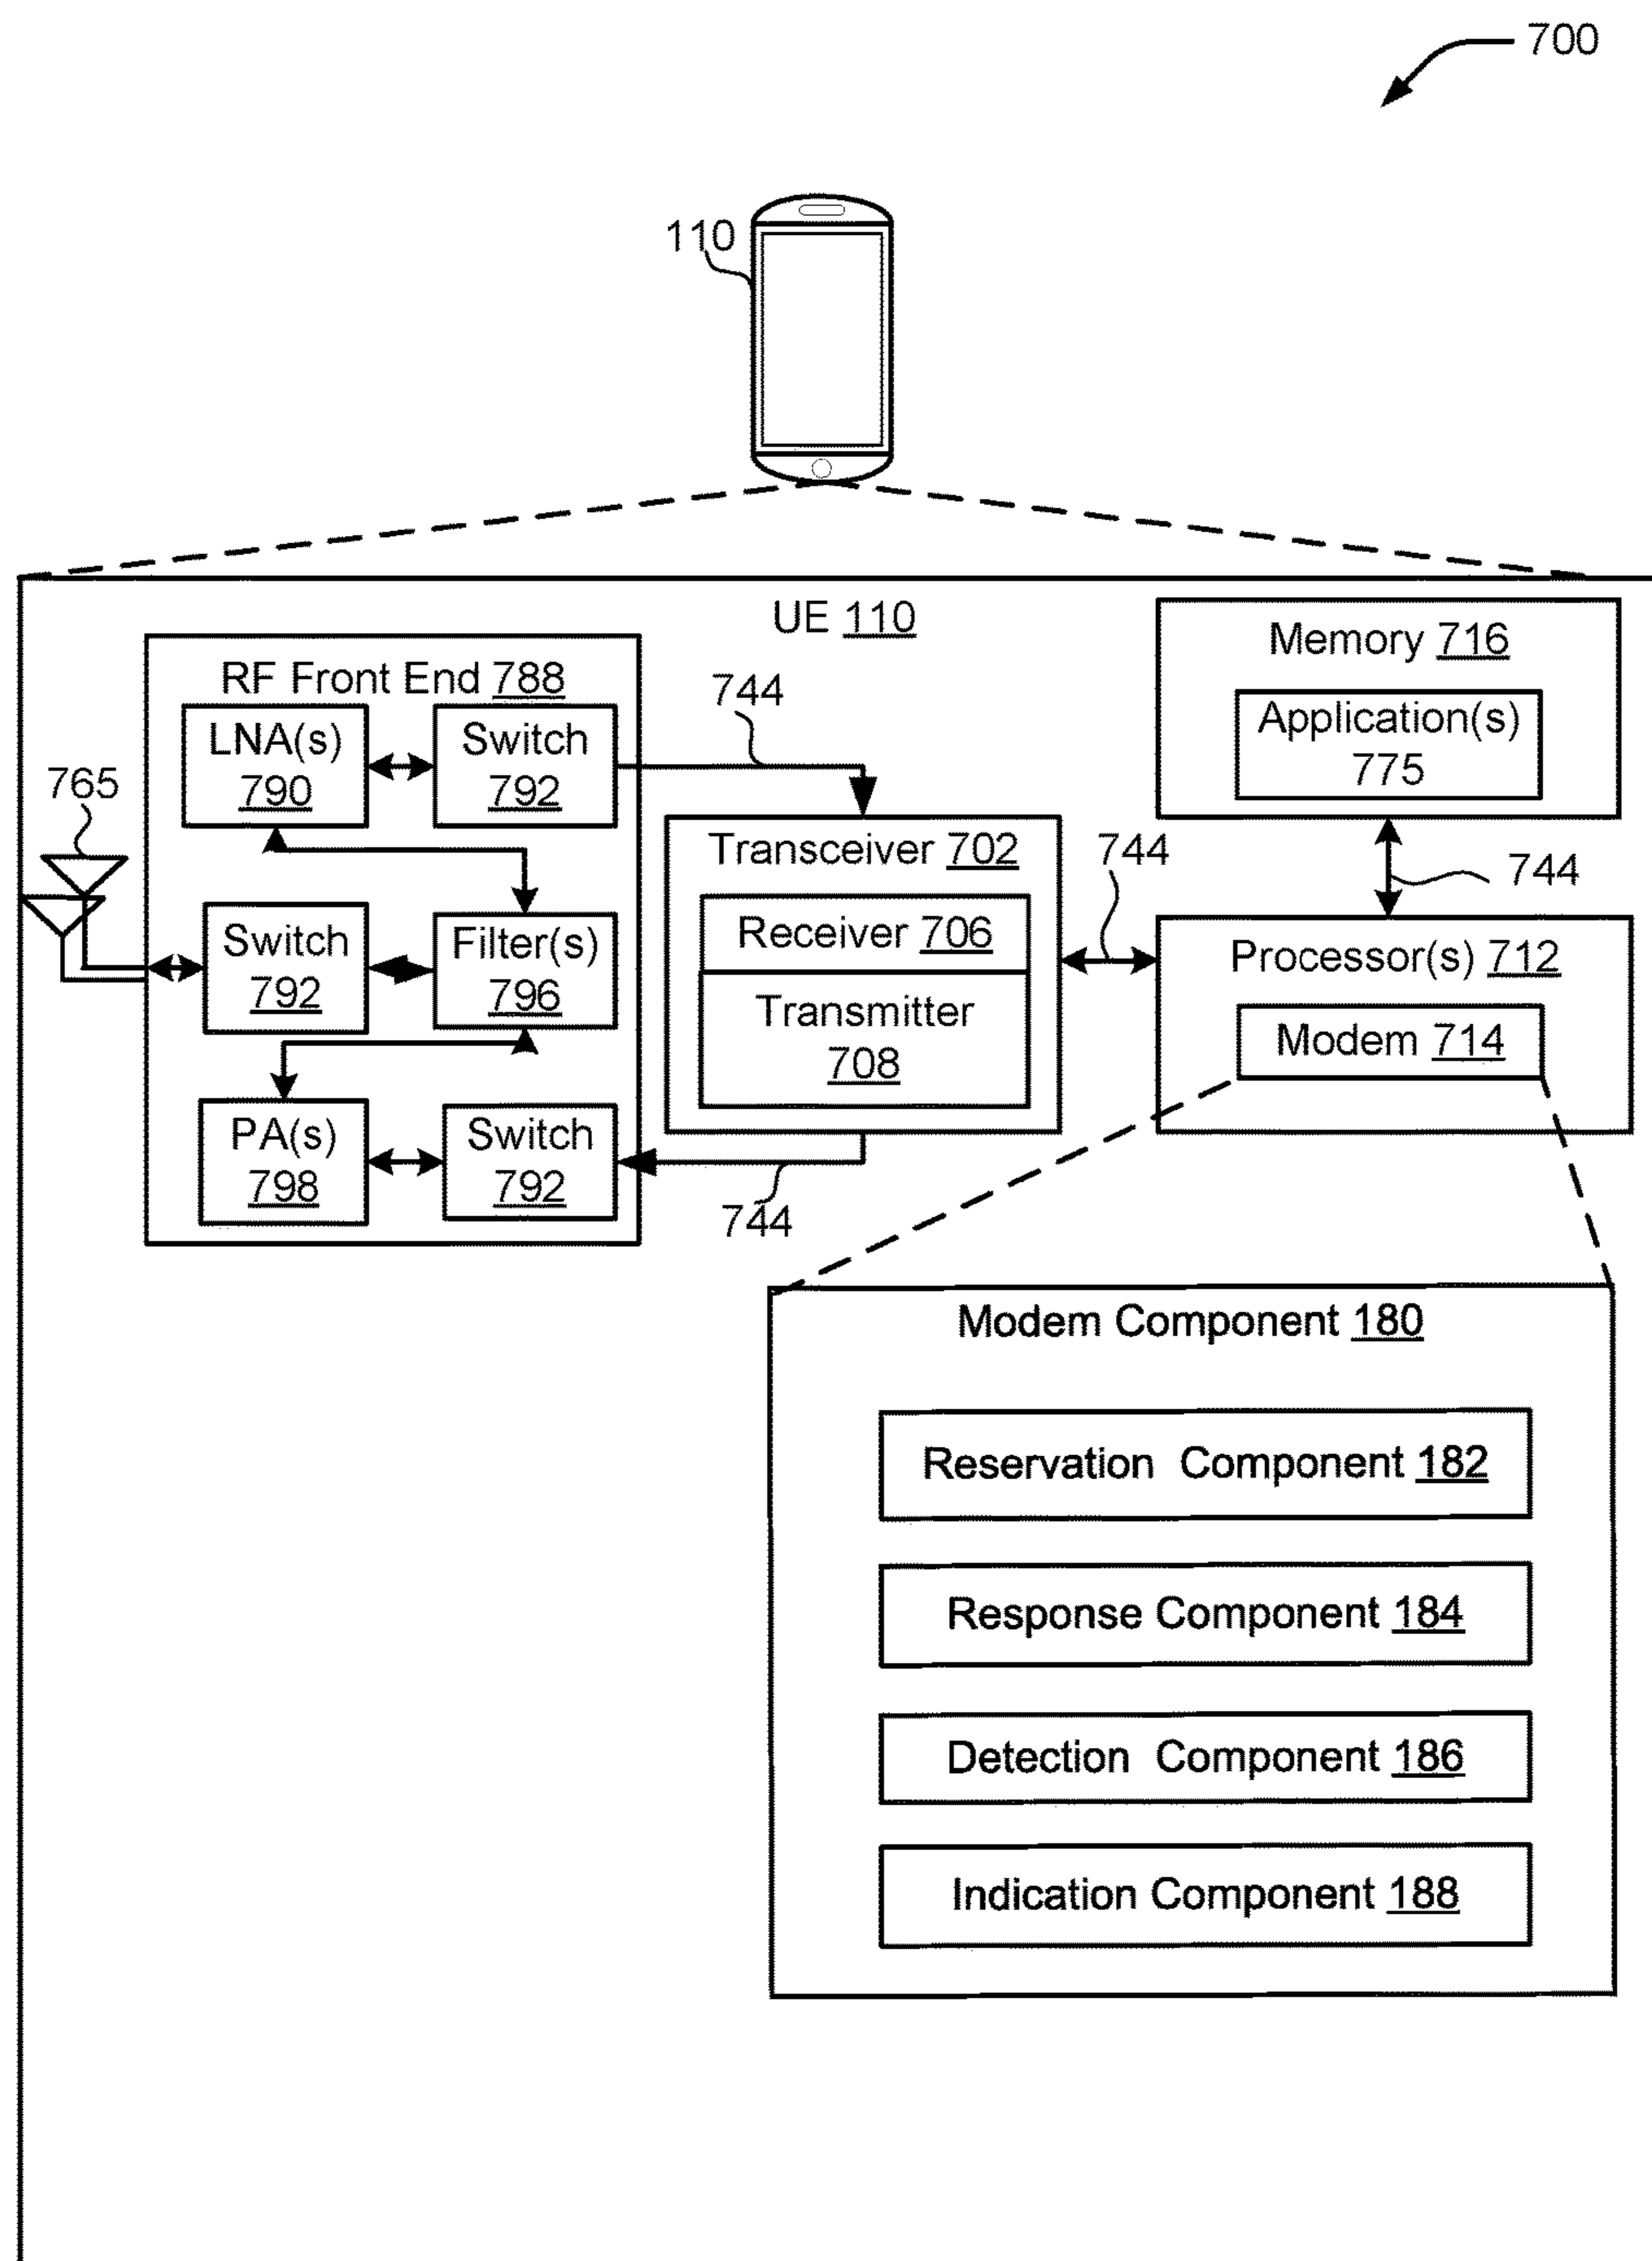 700
110
UE 110
Memory 716
Application(s)
775
RF Front End 788
744
LNA(s)
790
Switch
792
765
Transceiver 702
744
744
Receiver 706
Transmitter
708
Switch
792
Filter(s)
796
Processor(s) 712
Modem 714
PA(s)
798
Switch
792
744
Modem Component 180
Reservation Component 182
Response Component 184
Detection Component 186
Indication Component 188